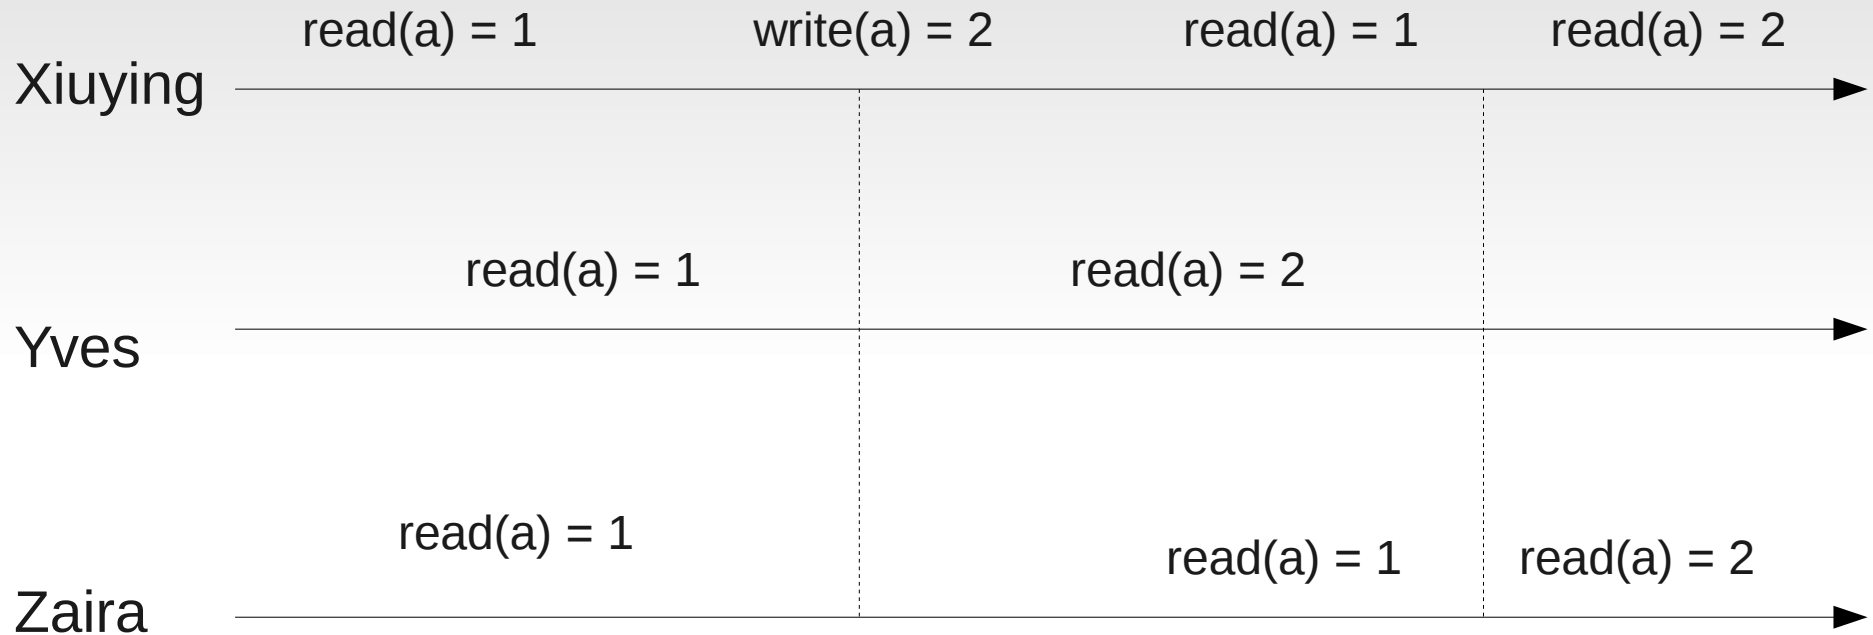 read(a) = 1 write(a) = 2 read(a) = 1 read(a) = 2
Xiuying
read(a) = 1 read(a) = 2
Yves
read(a) = 1
read(a) = 1 read(a) = 2
Zaira